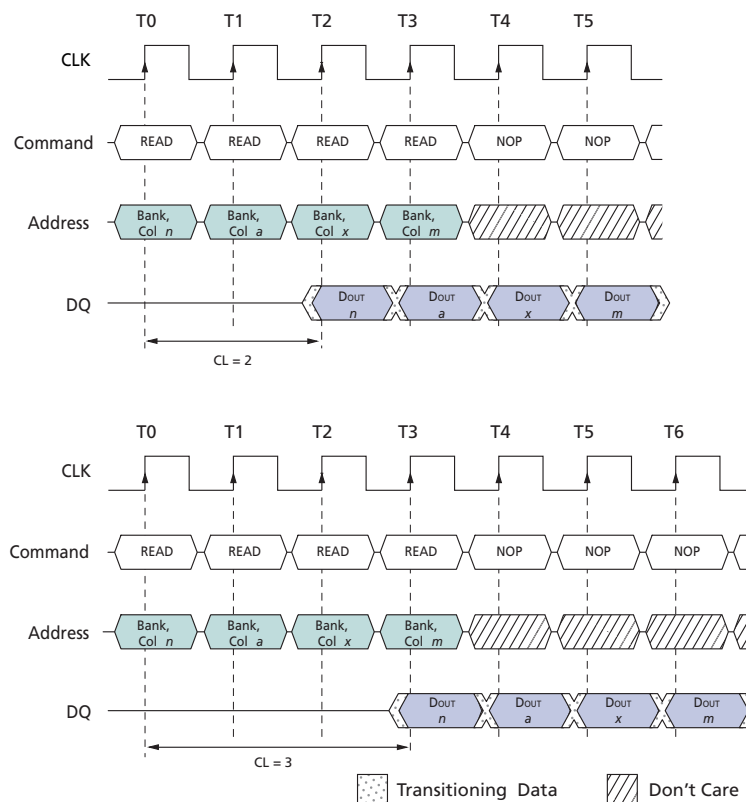 T0 T1 T2 T3 T4 T5
CLK
Command READ READ READ READ NOP NOP
Address Bank, Col n Bank, Col a Bank, Col x Bank, Col m
DQ DOUT n DOUT a DOUT x DOUT m
CL = 2
T0 T1 T2 T3 T4 T5 T6
CLK
Command READ READ READ READ NOP NOP NOP
Address Bank, Col n Bank, Col a Bank, Col x Bank, Col m
DQ DOUT n DOUT a DOUT x DOUT m
CL = 3
Transitioning Data Don't Care